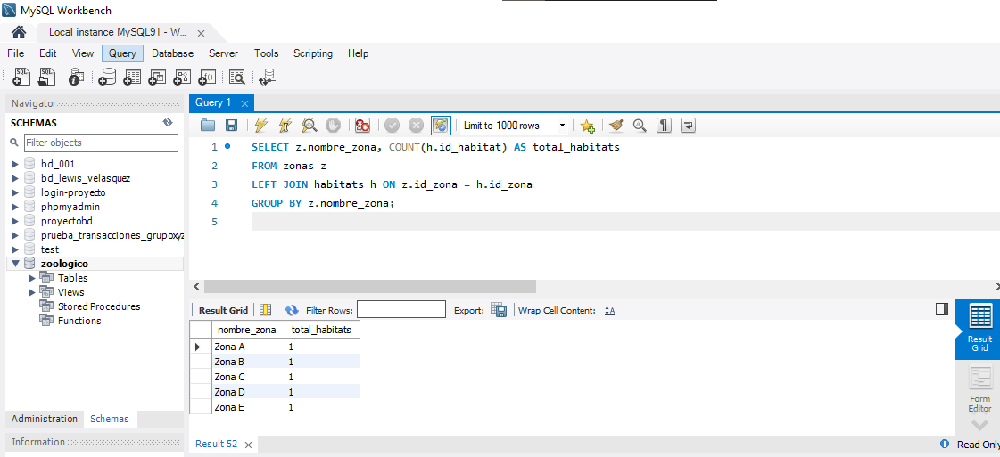 MySQL Workbench
Local instance MySQL91 - W... ×
File Edit View Query Database Server Tools Scripting Help
Navigator
SCHEMAS
Filter objects
bd_001
bd_lewis_velasquez
login-proyecto
phpmyadmin
proyectobd
prueba_transacciones_grupoxyz
test
zoologico
Tables
Views
Stored Procedures
Functions
Administration Schemas
Information
Query 1 ×
Limit to 1000 rows
1 SELECT z.nombre_zona, COUNT(h.id_habitat) AS total_habitats
2 FROM zonas z
3 LEFT JOIN habitats h ON z.id_zona = h.id_zona
4 GROUP BY z.nombre_zona;
5
Result Grid Filter Rows: Export: Wrap Cell Content:
nombre_zona total_habitats
Zona A 1
Zona B 1
Zona C 1
Zona D 1
Zona E 1
Result Grid
Form Editor
Result 52 ×
Read Only